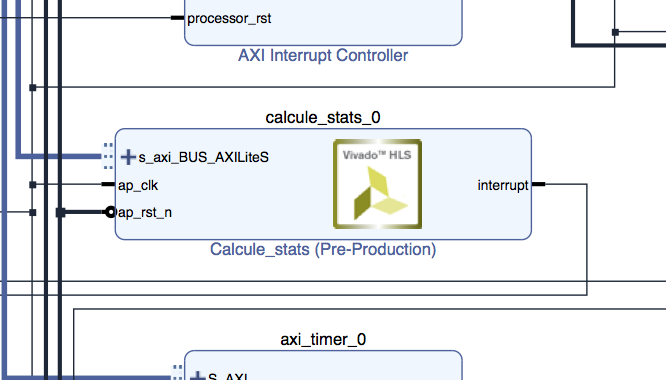 processor_rst
AXI Interrupt Controller
calcule_stats_0
s_axi_BUS_AXILiteS
Vivado™ HLS
ap_clk
interrupt
ap_rst_n
Calcule_stats (Pre-Production)
axi_timer_0
S_AXI